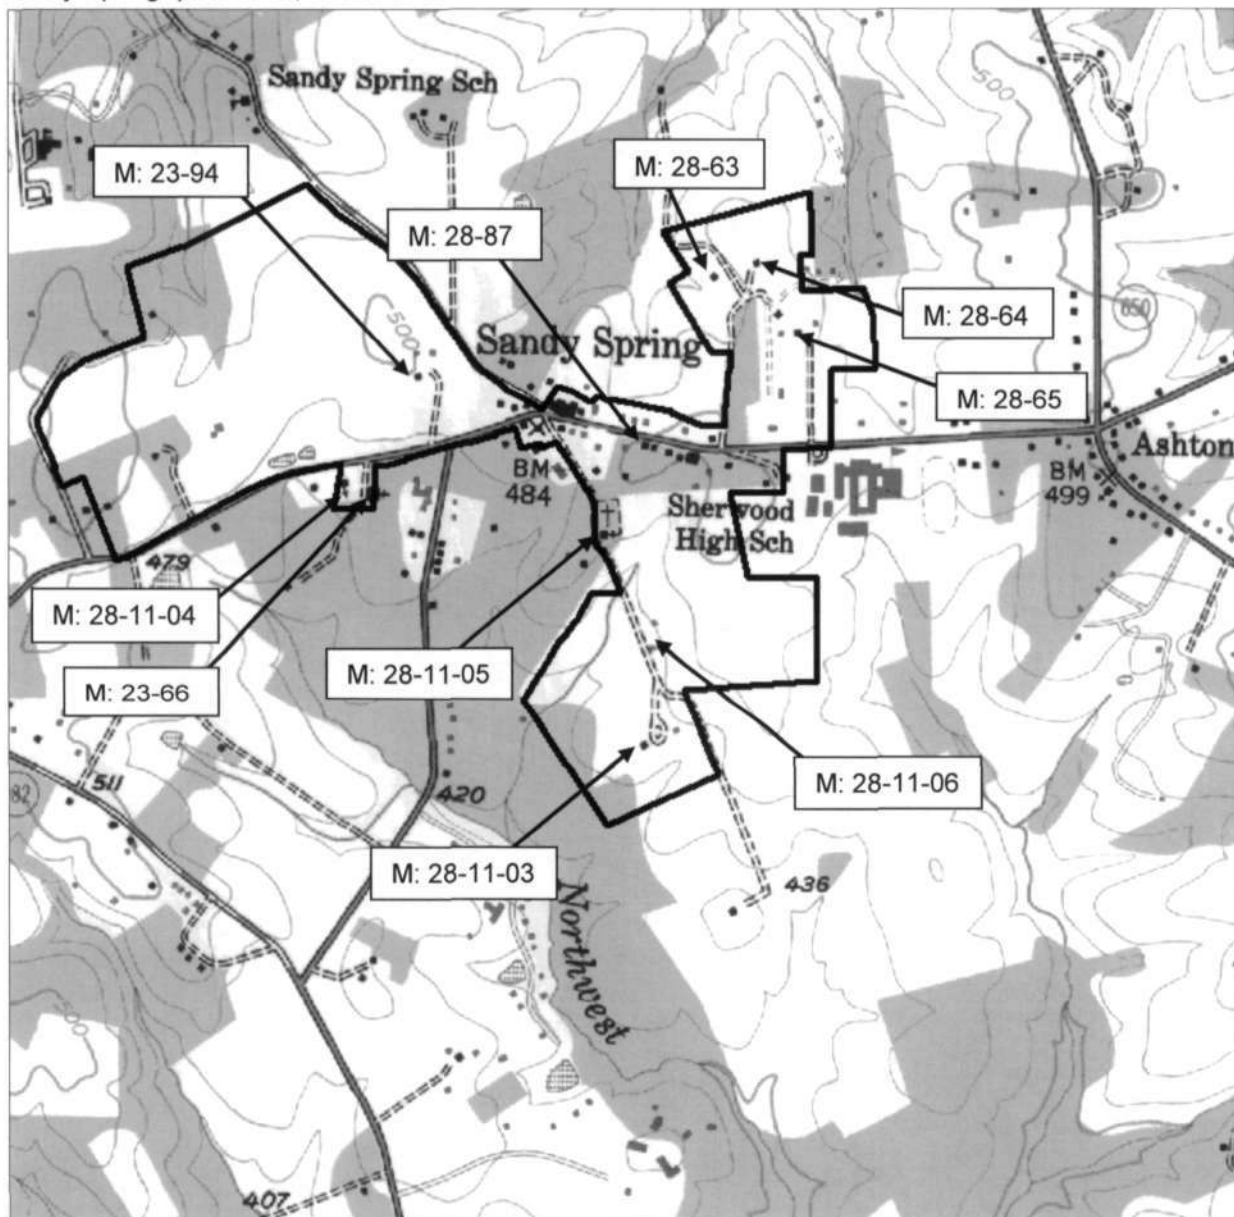 Sandy Spring Sch
500
M: 23-94
M: 28-63
M: 28-87
500
650
M: 28-64
Sandy Spring
M: 28-65
Ashton
BM
484
BM
499
Sherwood
High Sch
479
M: 28-11-04
M: 28-11-05
M: 23-66
M: 28-11-06
511
82
420
M: 28-11-03
436
Northwest
407